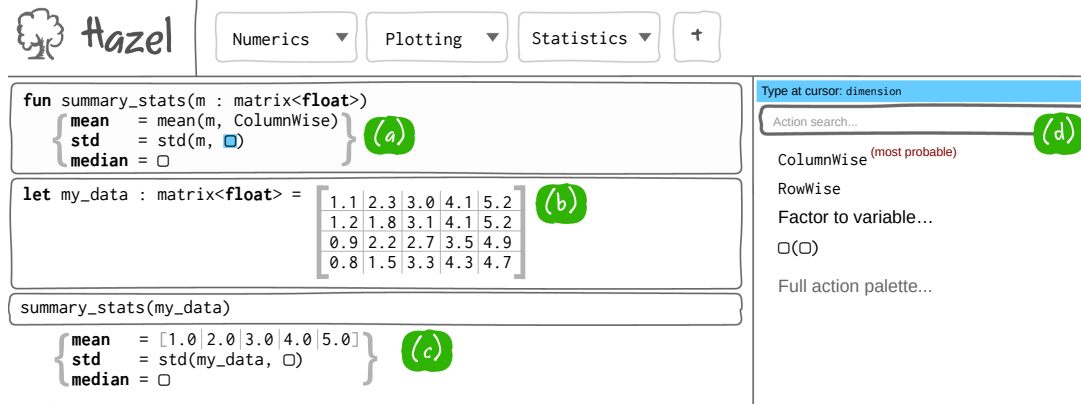 Hazel
Numerics ▼ Plotting ▼ Statistics ▼ +
fun summary_stats(m : matrix<float>)
{ mean = mean(m, ColumnWise)
std = std(m, ▢)
median = ▢ }
(a)
let my_data : matrix<float> =
1.1 2.3 3.0 4.1 5.2
1.2 1.8 3.1 4.1 5.2
0.9 2.2 2.7 3.5 4.9
0.8 1.5 3.3 4.3 4.7
(b)
summary_stats(my_data)
{ mean = [1.0|2.0|3.0|4.0|5.0]
std = std(my_data, ▢)
median = ▢ }
(c)
Type at cursor: dimension
Action search...
(d)
ColumnWise (most probable)
RowWise
Factor to variable…
▢(▢)
Full action palette...